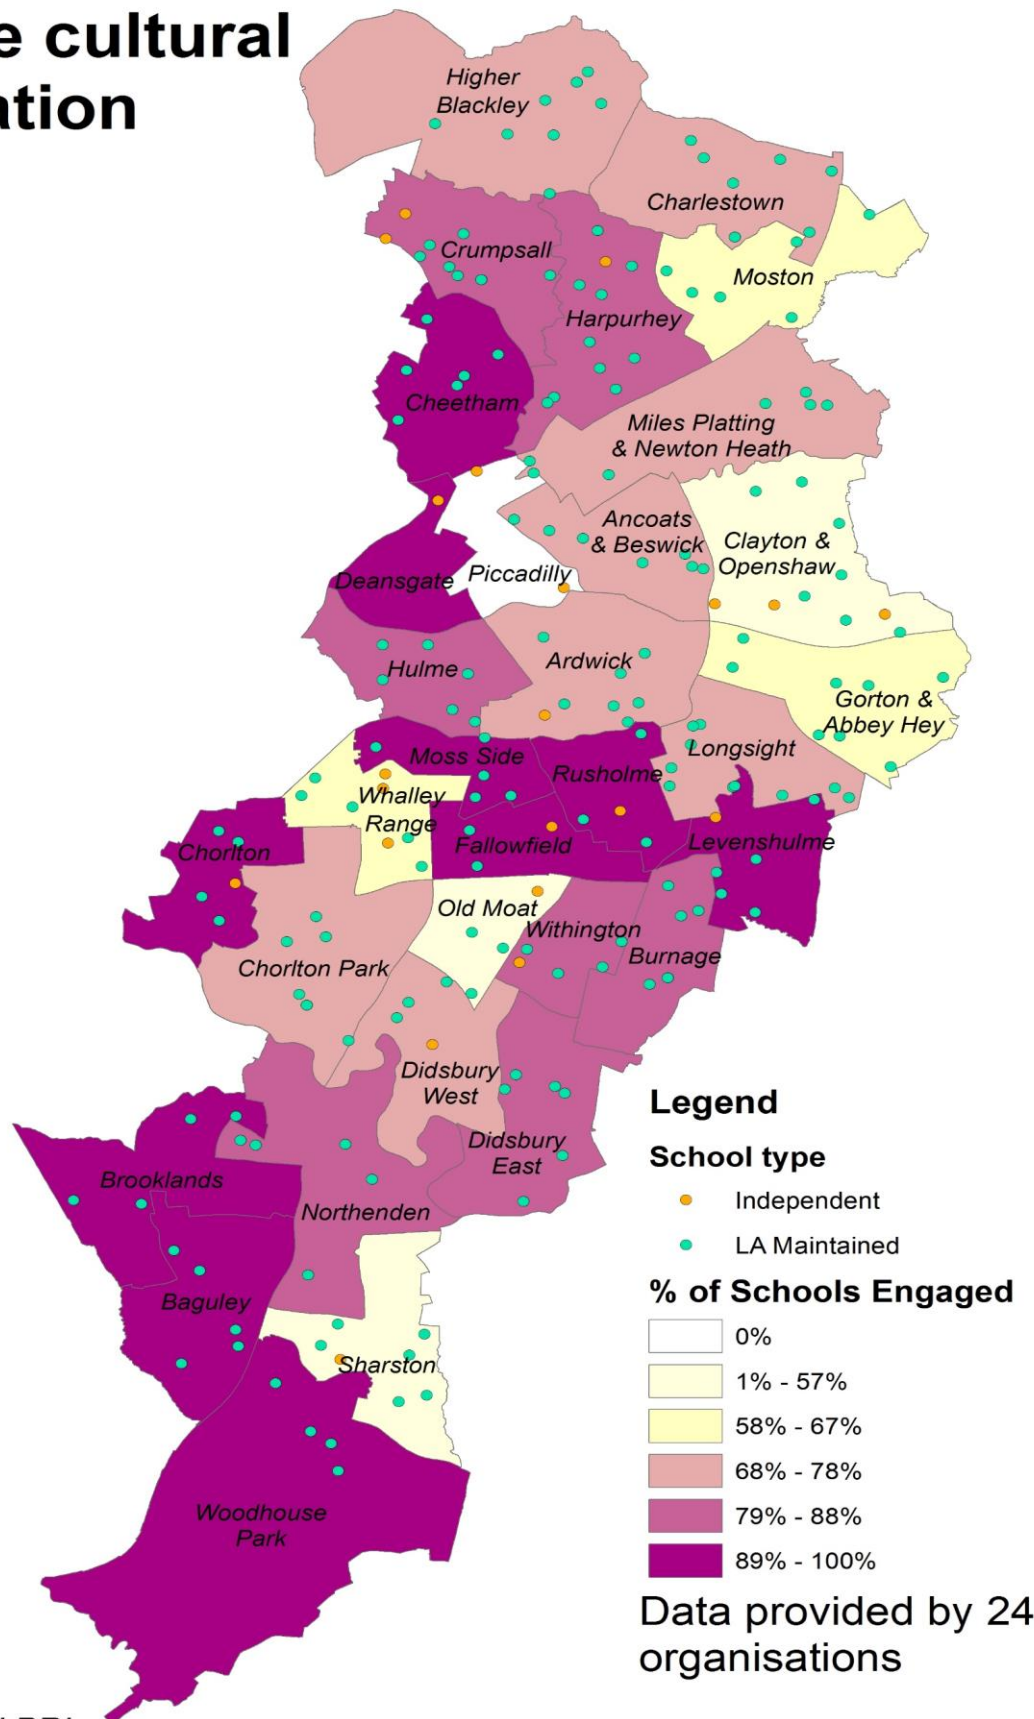 e cultural
ation
Higher
Blackley
Charlestown
Crumpsall
Moston
Harpurhey
Cheetham
Miles Platting
& Newton Heath
Ancoats
& Beswick
Clayton &
Openshaw
Deansgate
Piccadilly
Hulme
Ardwick
Gorton &
Abbey Hey
Moss Side
Longsight
Rusholme
Whalley
Range
Chorlton
Fallowfield
Levenshulme
Old Moat
Withington
Burnage
Chorlton Park
Didsbury
West
Didsbury
East
Brooklands
Northenden
Baguley
Sharston
Woodhouse
Park
Legend
School type
Independent
LA Maintained
% of Schools Engaged
0%
1% - 57%
58% - 67%
68% - 78%
79% - 88%
89% - 100%
Data provided by 24
organisations